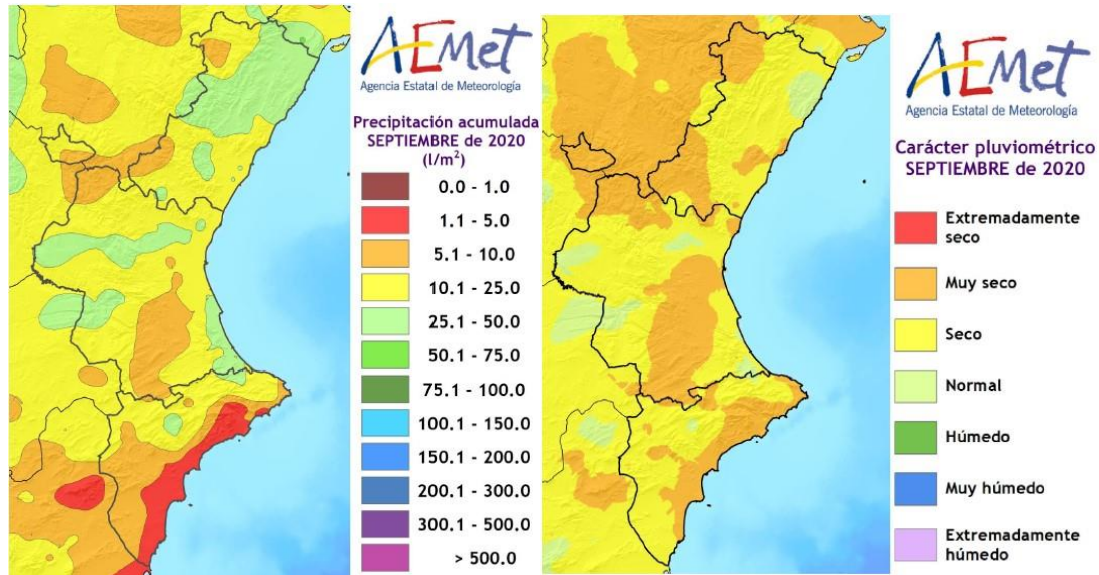 AEMet
Agencia Estatal de Meteorología
Precipitación acumulada
SEPTIEMBRE de 2020
(l/m²)
0.0 - 1.0
1.1 - 5.0
5.1 - 10.0
10.1 - 25.0
25.1 - 50.0
50.1 - 75.0
75.1 - 100.0
100.1 - 150.0
150.1 - 200.0
200.1 - 300.0
300.1 - 500.0
> 500.0
AEMet
Agencia Estatal de Meteorología
Carácter pluviométrico
SEPTIEMBRE de 2020
Extremadamente
seco
Muy seco
Seco
Normal
Húmedo
Muy húmedo
Extremadamente
húmedo